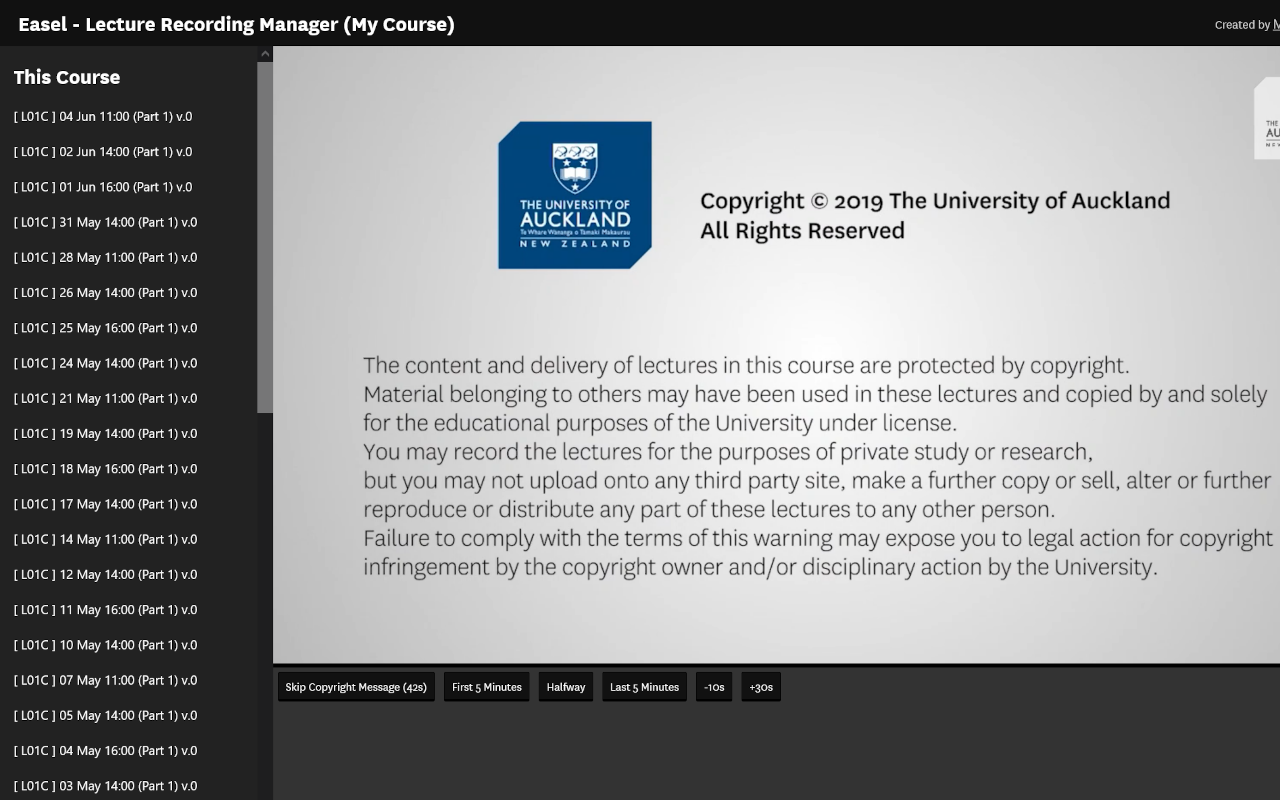 Easel - Lecture Recording Manager (My Course)
Created by
This Course
[ L01C ] 04 Jun 11:00 (Part 1) v.0
[ L01C ] 02 Jun 14:00 (Part 1) v.0
[ L01C ] 01 Jun 16:00 (Part 1) v.0
[ L01C ] 31 May 14:00 (Part 1) v.0
[ L01C ] 28 May 11:00 (Part 1) v.0
[ L01C ] 26 May 14:00 (Part 1) v.0
[ L01C ] 25 May 16:00 (Part 1) v.0
[ L01C ] 24 May 14:00 (Part 1) v.0
[ L01C ] 21 May 11:00 (Part 1) v.0
[ L01C ] 19 May 14:00 (Part 1) v.0
[ L01C ] 18 May 16:00 (Part 1) v.0
[ L01C ] 17 May 14:00 (Part 1) v.0
[ L01C ] 14 May 11:00 (Part 1) v.0
[ L01C ] 12 May 14:00 (Part 1) v.0
[ L01C ] 11 May 16:00 (Part 1) v.0
[ L01C ] 10 May 14:00 (Part 1) v.0
[ L01C ] 07 May 11:00 (Part 1) v.0
[ L01C ] 05 May 14:00 (Part 1) v.0
[ L01C ] 04 May 16:00 (Part 1) v.0
[ L01C ] 03 May 14:00 (Part 1) v.0
THE UNIVERSITY OF
AUCKLAND
Te Whare Wānanga o Tāmaki Makaurau
NEW ZEALAND
Copyright © 2019 The University of Auckland
All Rights Reserved
The content and delivery of lectures in this course are protected by copyright.
Material belonging to others may have been used in these lectures and copied by and solely
for the educational purposes of the University under license.
You may record the lectures for the purposes of private study or research,
but you may not upload onto any third party site, make a further copy or sell, alter or further
reproduce or distribute any part of these lectures to any other person.
Failure to comply with the terms of this warning may expose you to legal action for copyright
infringement by the copyright owner and/or disciplinary action by the University.
Skip Copyright Message (42s)
First 5 Minutes
Halfway
Last 5 Minutes
-10s
+30s